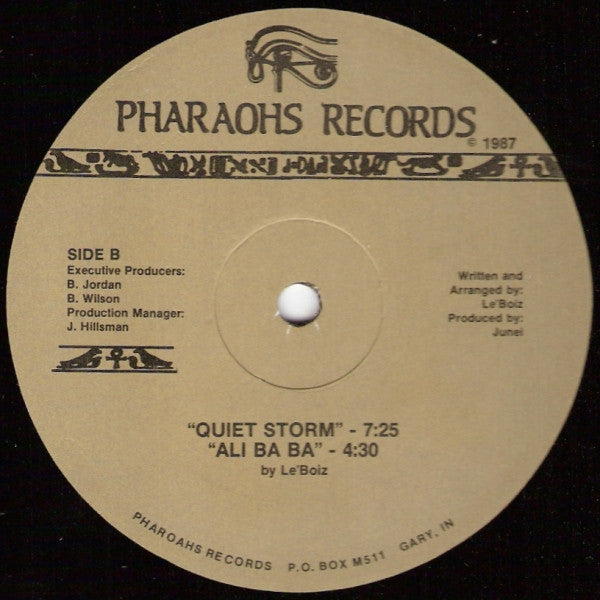 PHARAOHS RECORDS
© 1987
SIDE B
Executive Producers:
B. Jordan
B. Wilson
Production Manager:
J. Hillsman
Written and
Arranged by:
Le'Boiz
Produced by:
Junei
"QUIET STORM" - 7:25
"ALI BA BA" - 4:30
by Le'Boiz
PHAROAHS RECORDS P.O. BOX M511 GARY, IN